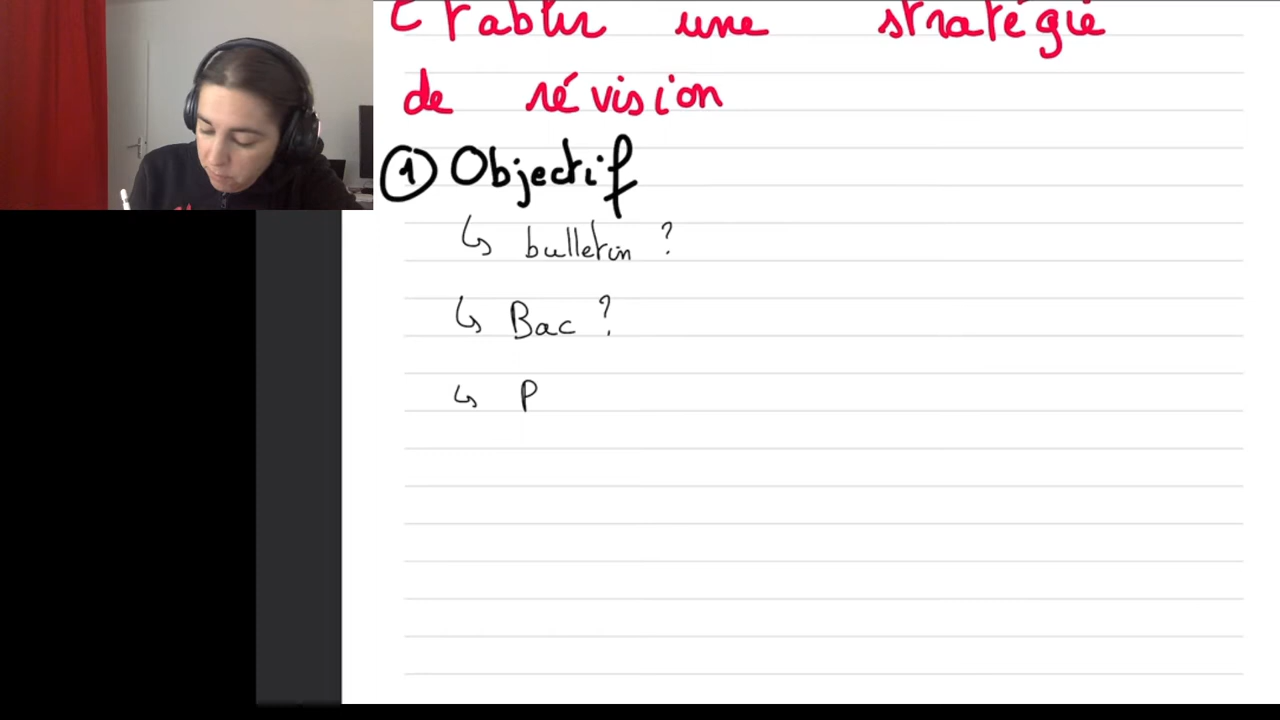 Etablir une stratégie
de révision
① Objectif
↳ bulletin ?
↳ Bac ?
↳ P